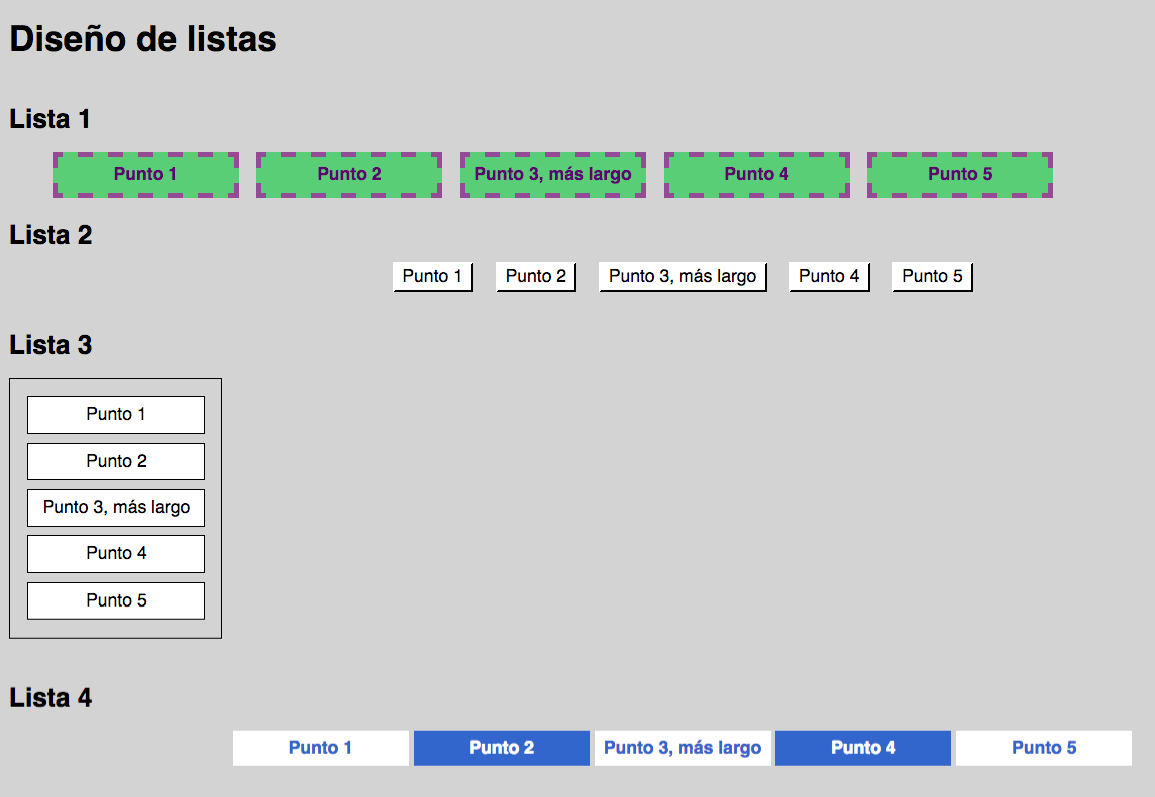 Diseño de listas
Lista 1
Punto 1 Punto 2 Punto 3, más largo Punto 4 Punto 5
Lista 2
Punto 1 Punto 2 Punto 3, más largo Punto 4 Punto 5
Lista 3
Punto 1
Punto 2
Punto 3, más largo
Punto 4
Punto 5
Lista 4
Punto 1 Punto 2 Punto 3, más largo Punto 4 Punto 5